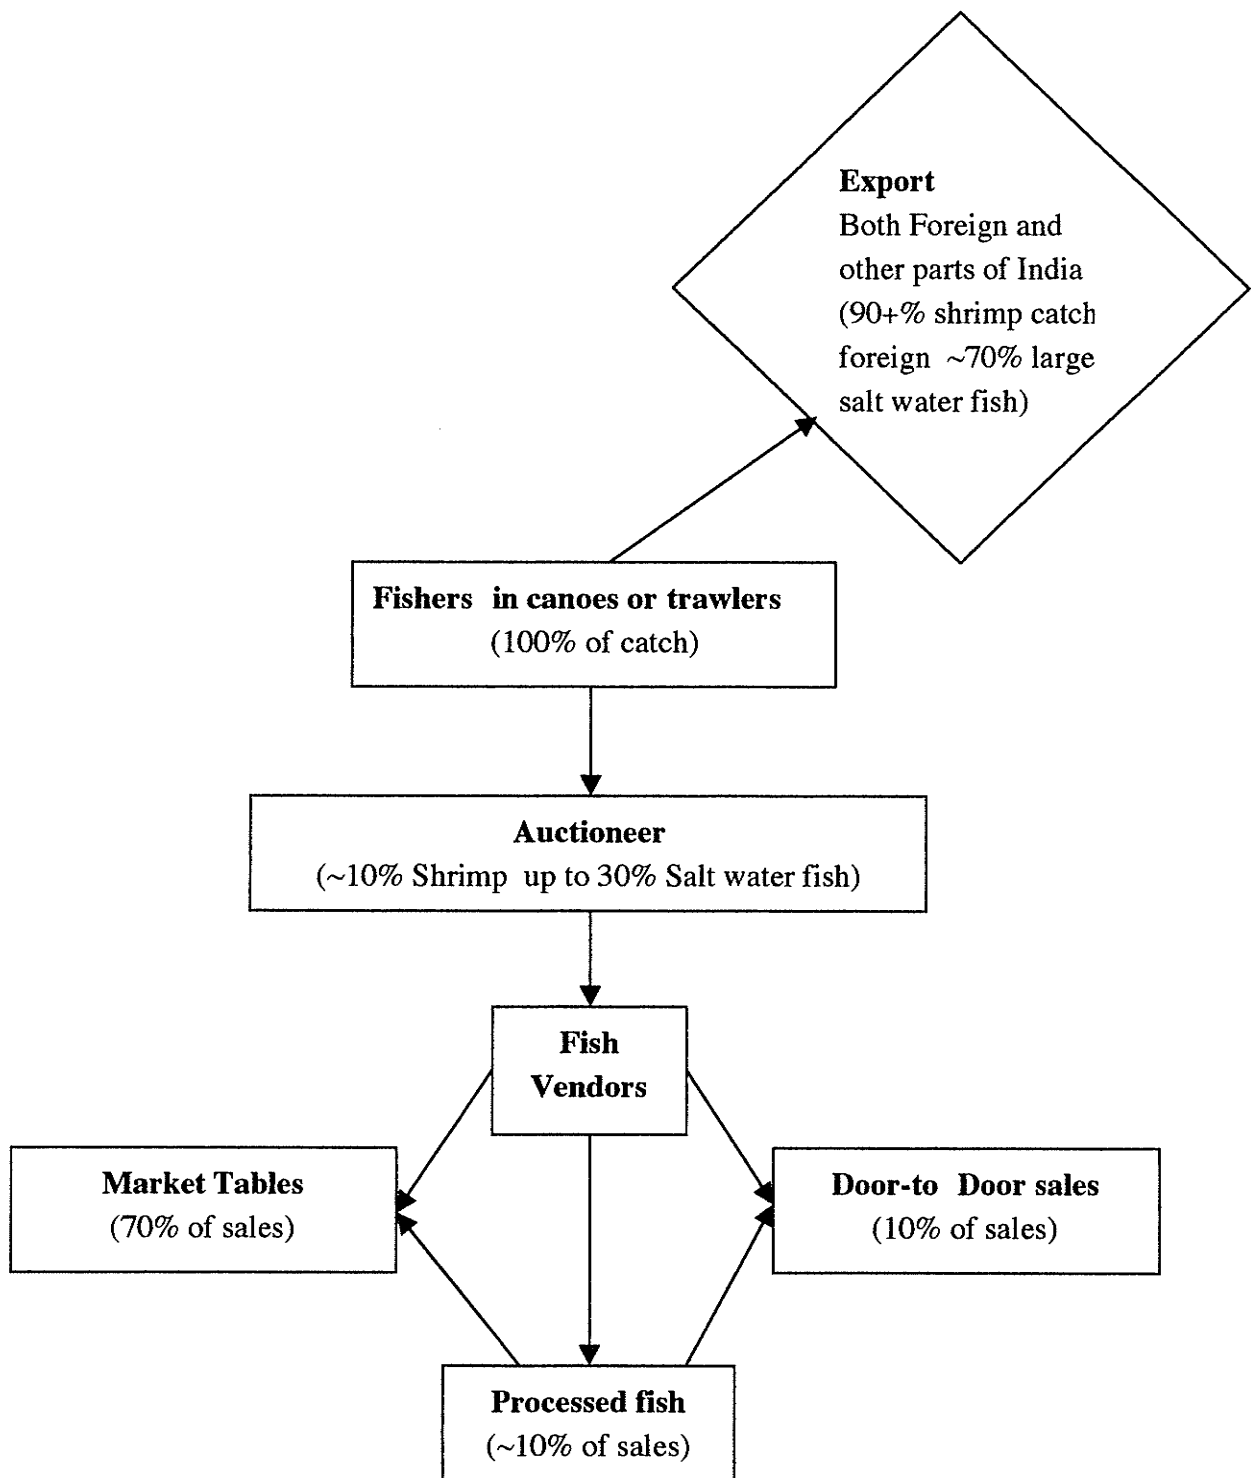 Export
Both Foreign and
other parts of India
(90+% shrimp catch
foreign ~70% large
salt water fish)
Fishers in canoes or trawlers
(100% of catch)
Auctioneer
(~10% Shrimp up to 30% Salt water fish)
Fish
Vendors
Market Tables
(70% of sales)
Door-to Door sales
(10% of sales)
Processed fish
(~10% of sales)